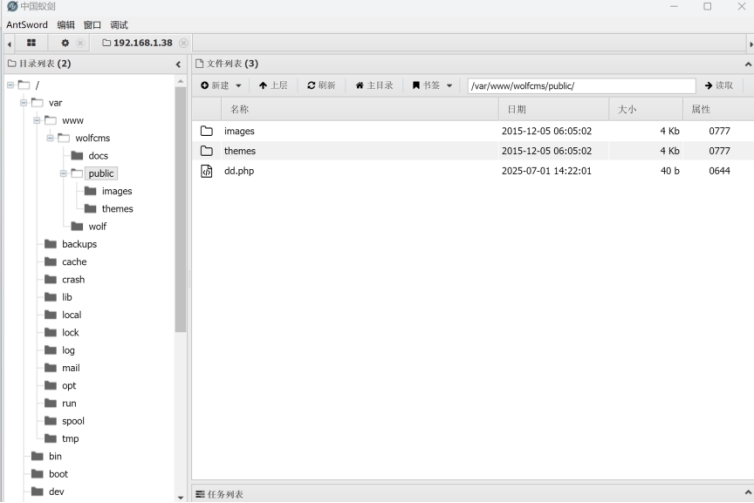 中国蚁剑
AntSword 编辑 窗口 调试
192.168.1.38
目录列表 (2)
文件列表 (3)
新建 上层 刷新 主目录 书签 /var/www/wolfcms/public/ 读取
名称 日期 大小 属性
images 2015-12-05 06:05:02 4 Kb 0777
themes 2015-12-05 06:05:02 4 Kb 0777
dd.php 2025-07-01 14:22:01 40 b 0644
/
var
www
wolfcms
docs
public
images
themes
wolf
backups
cache
crash
lib
local
lock
log
mail
opt
run
spool
tmp
bin
boot
dev
任务列表